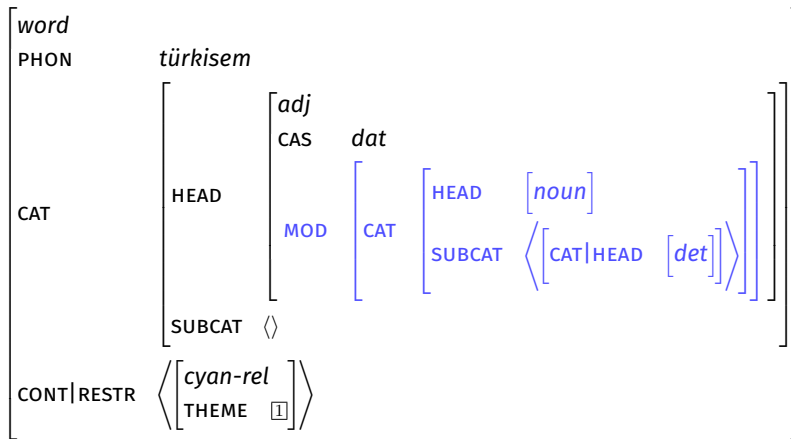 word
PHON türkisem
adj
CAS dat
HEAD [noun]
HEAD
MOD [CAT
CAT
SUBCAT ⟨[CAT|HEAD [det]]⟩
SUBCAT ⟨⟩
cyan-rel
CONT|RESTR
THEME 1